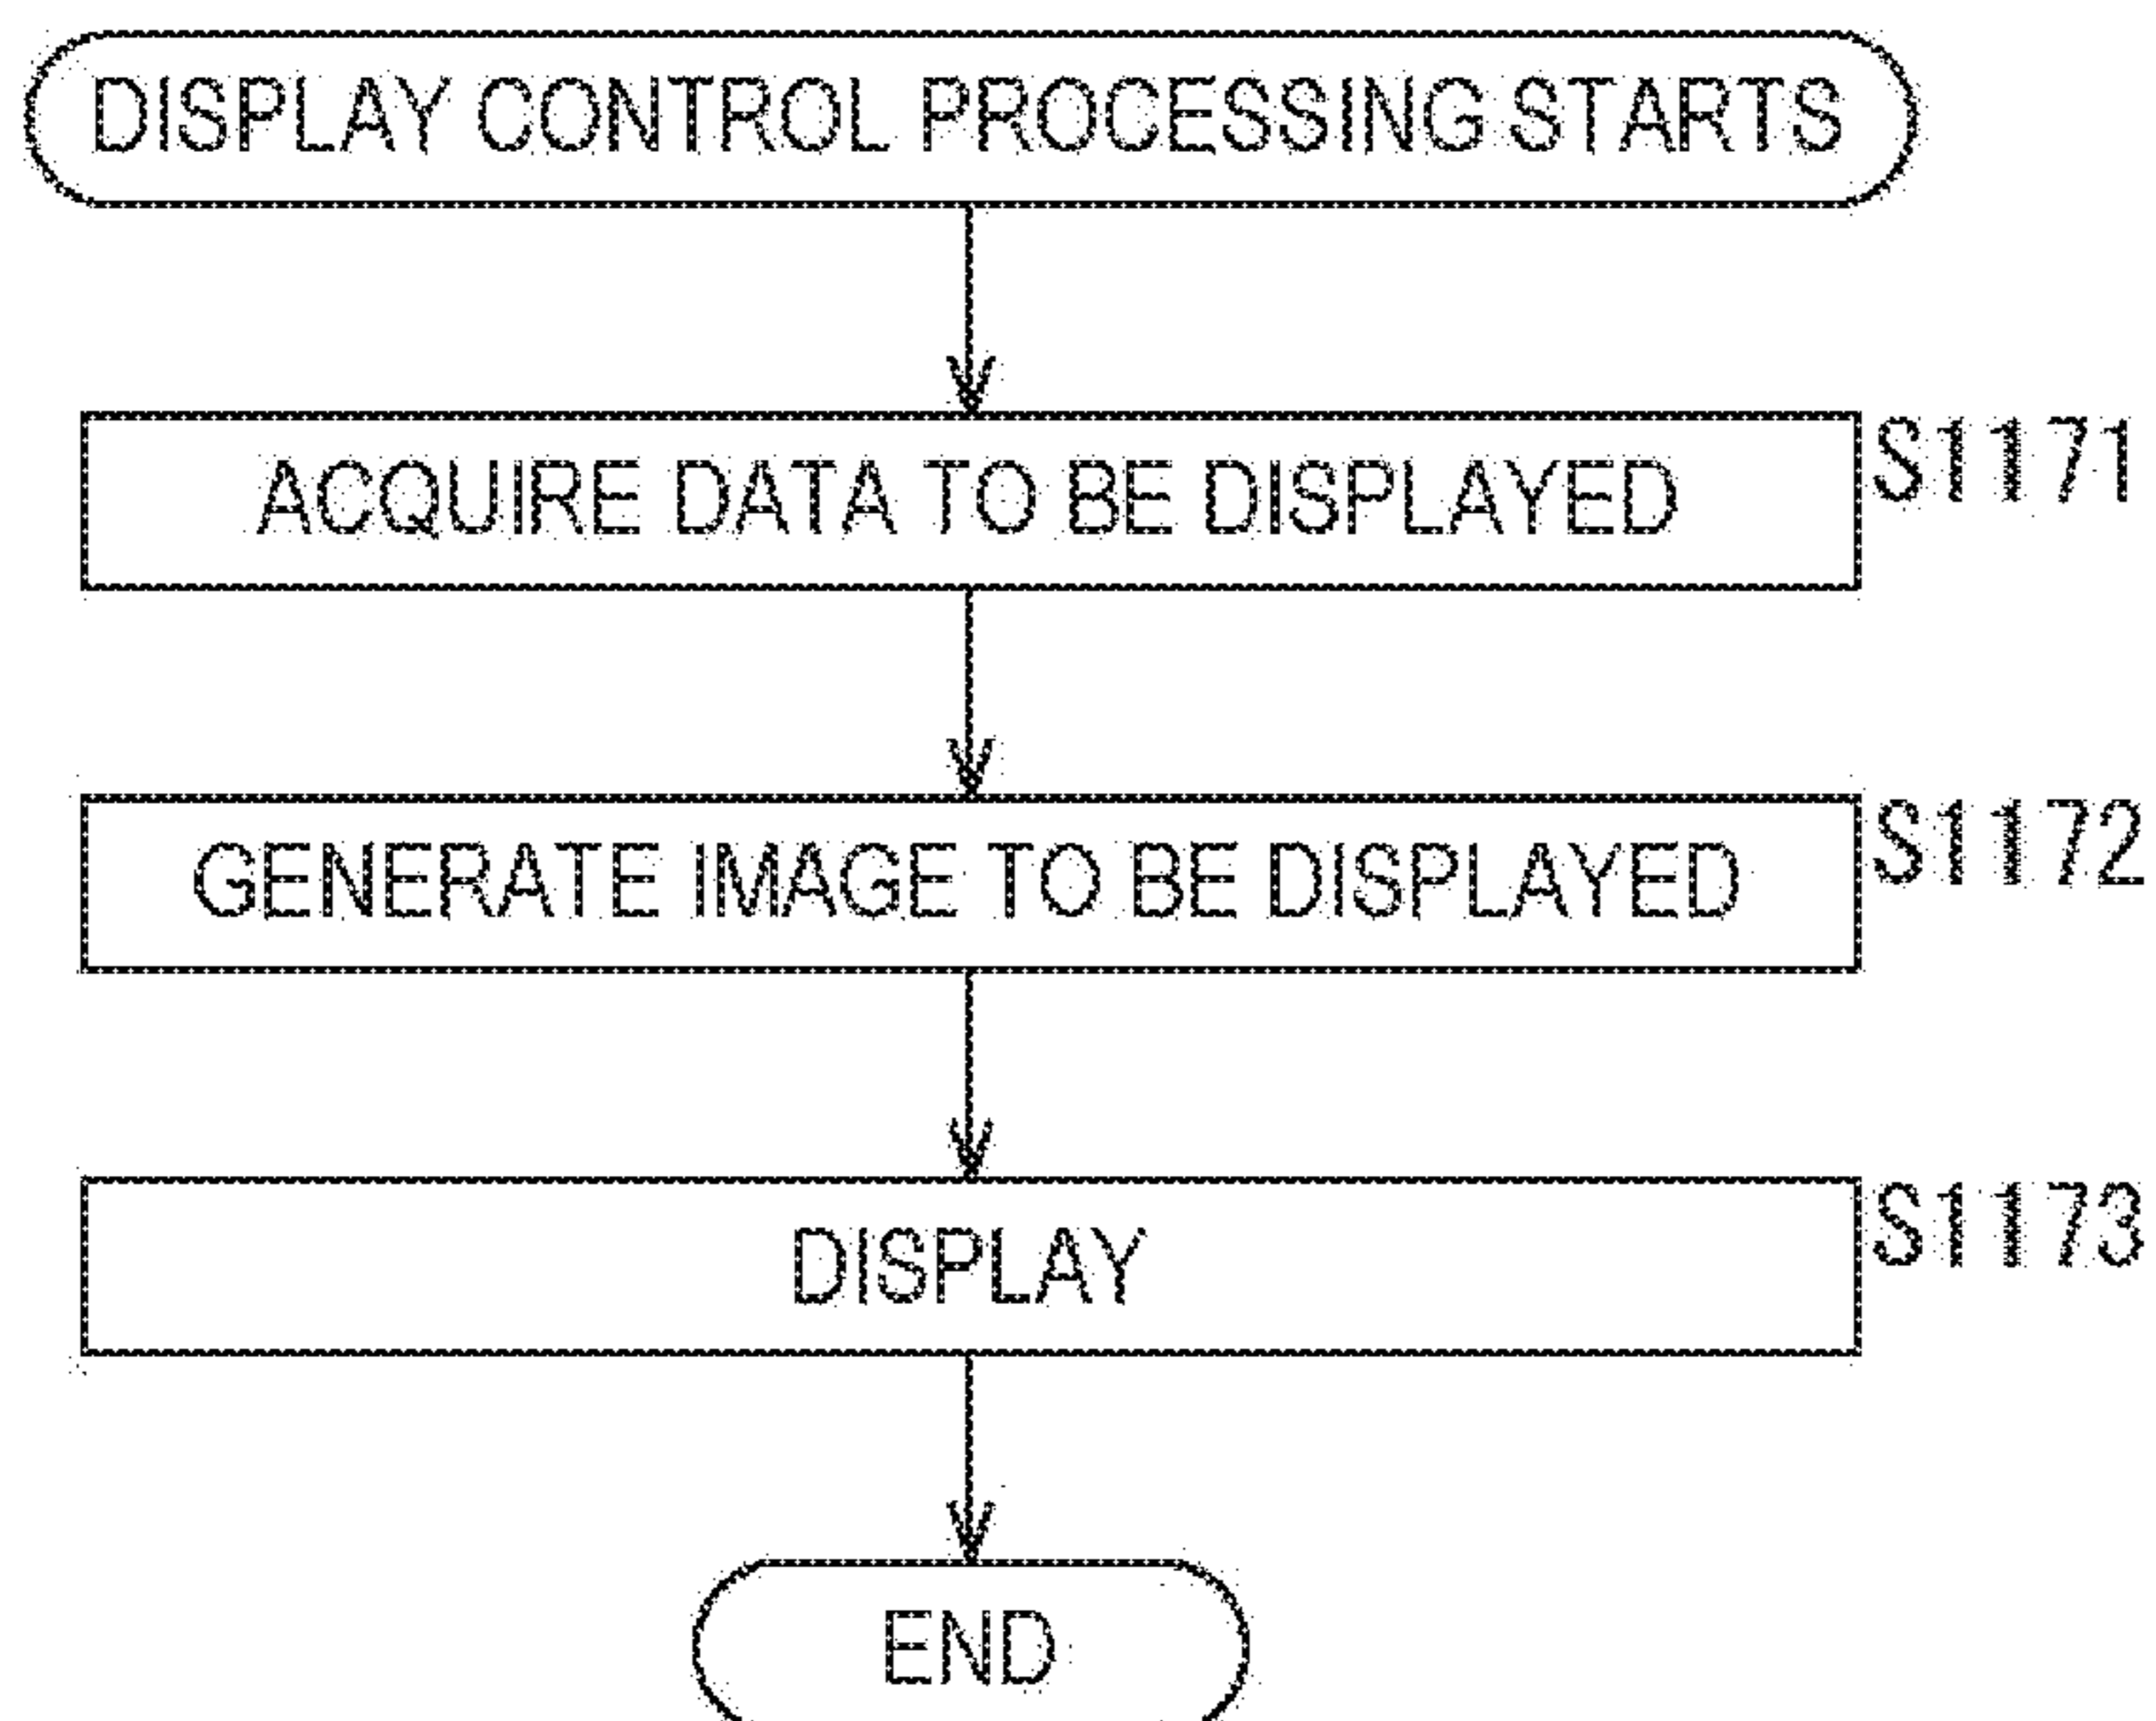 DISPLAY CONTROL PROCESSING STARTS
ACQUIRE DATA TO BE DISPLAYED
S1171
GENERATE IMAGE TO BE DISPLAYED
S1172
DISPLAY
S1173
END